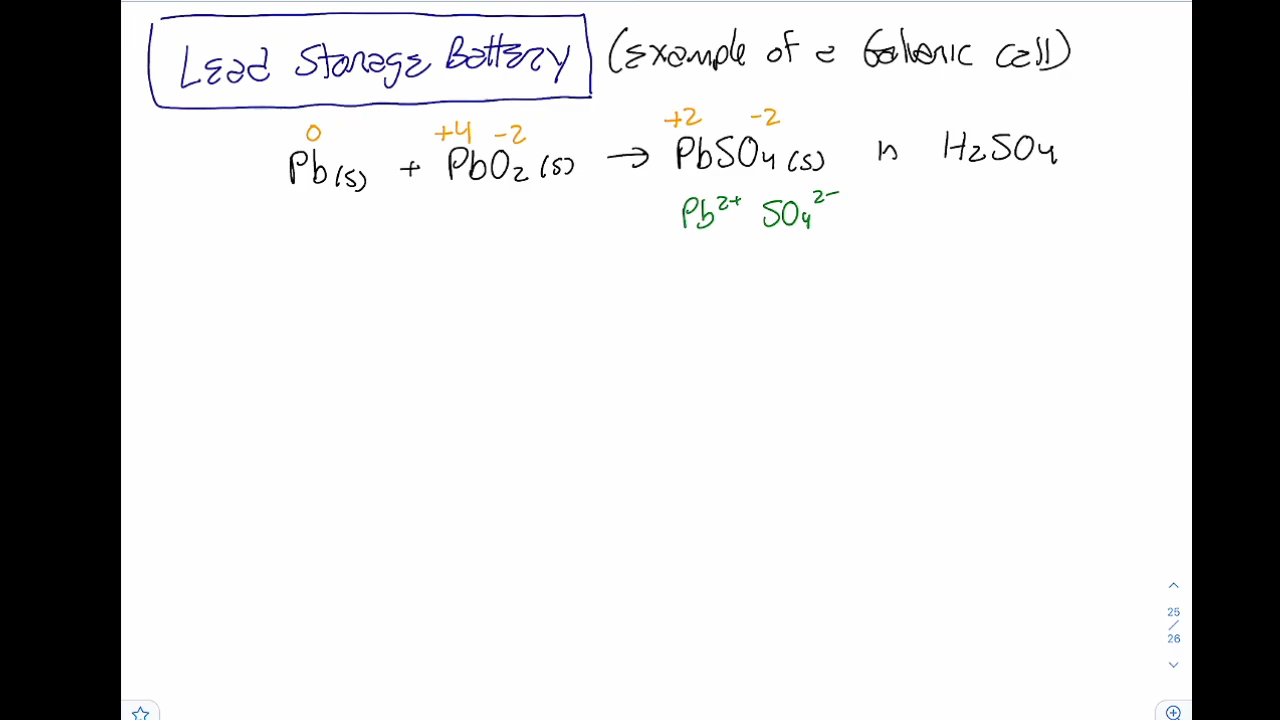 Lead Storage Battery (example of a Galvanic cell)
0 +4 -2 +2 -2
Pb(s) + PbO₂(s) → PbSO₄(s) in H₂SO₄
Pb²⁺ SO₄²⁻
25
/
26